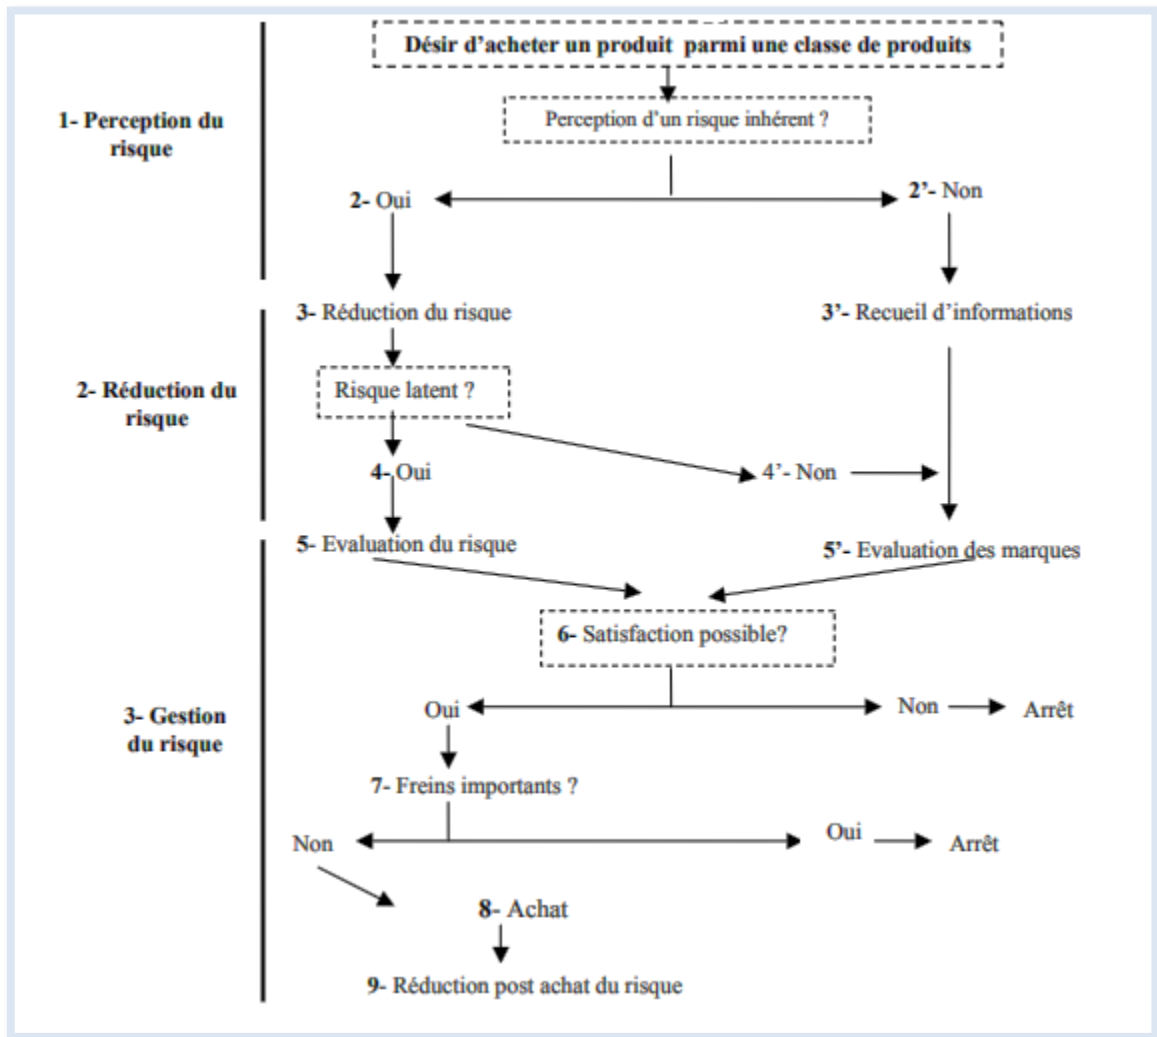 Désir d'acheter un produit parmi une classe de produits
1- Perception du
risque
Perception d'un risque inhérent ?
2- Oui
2'- Non
3- Réduction du risque
3'- Recueil d'informations
2- Réduction du
risque
Risque latent ?
4- Oui
4'- Non
5- Evaluation du risque
5'- Evaluation des marques
6- Satisfaction possible?
3- Gestion
du risque
Oui
Non
Arrêt
7- Freins importants ?
Non
Oui
Arrêt
8- Achat
9- Réduction post achat du risque